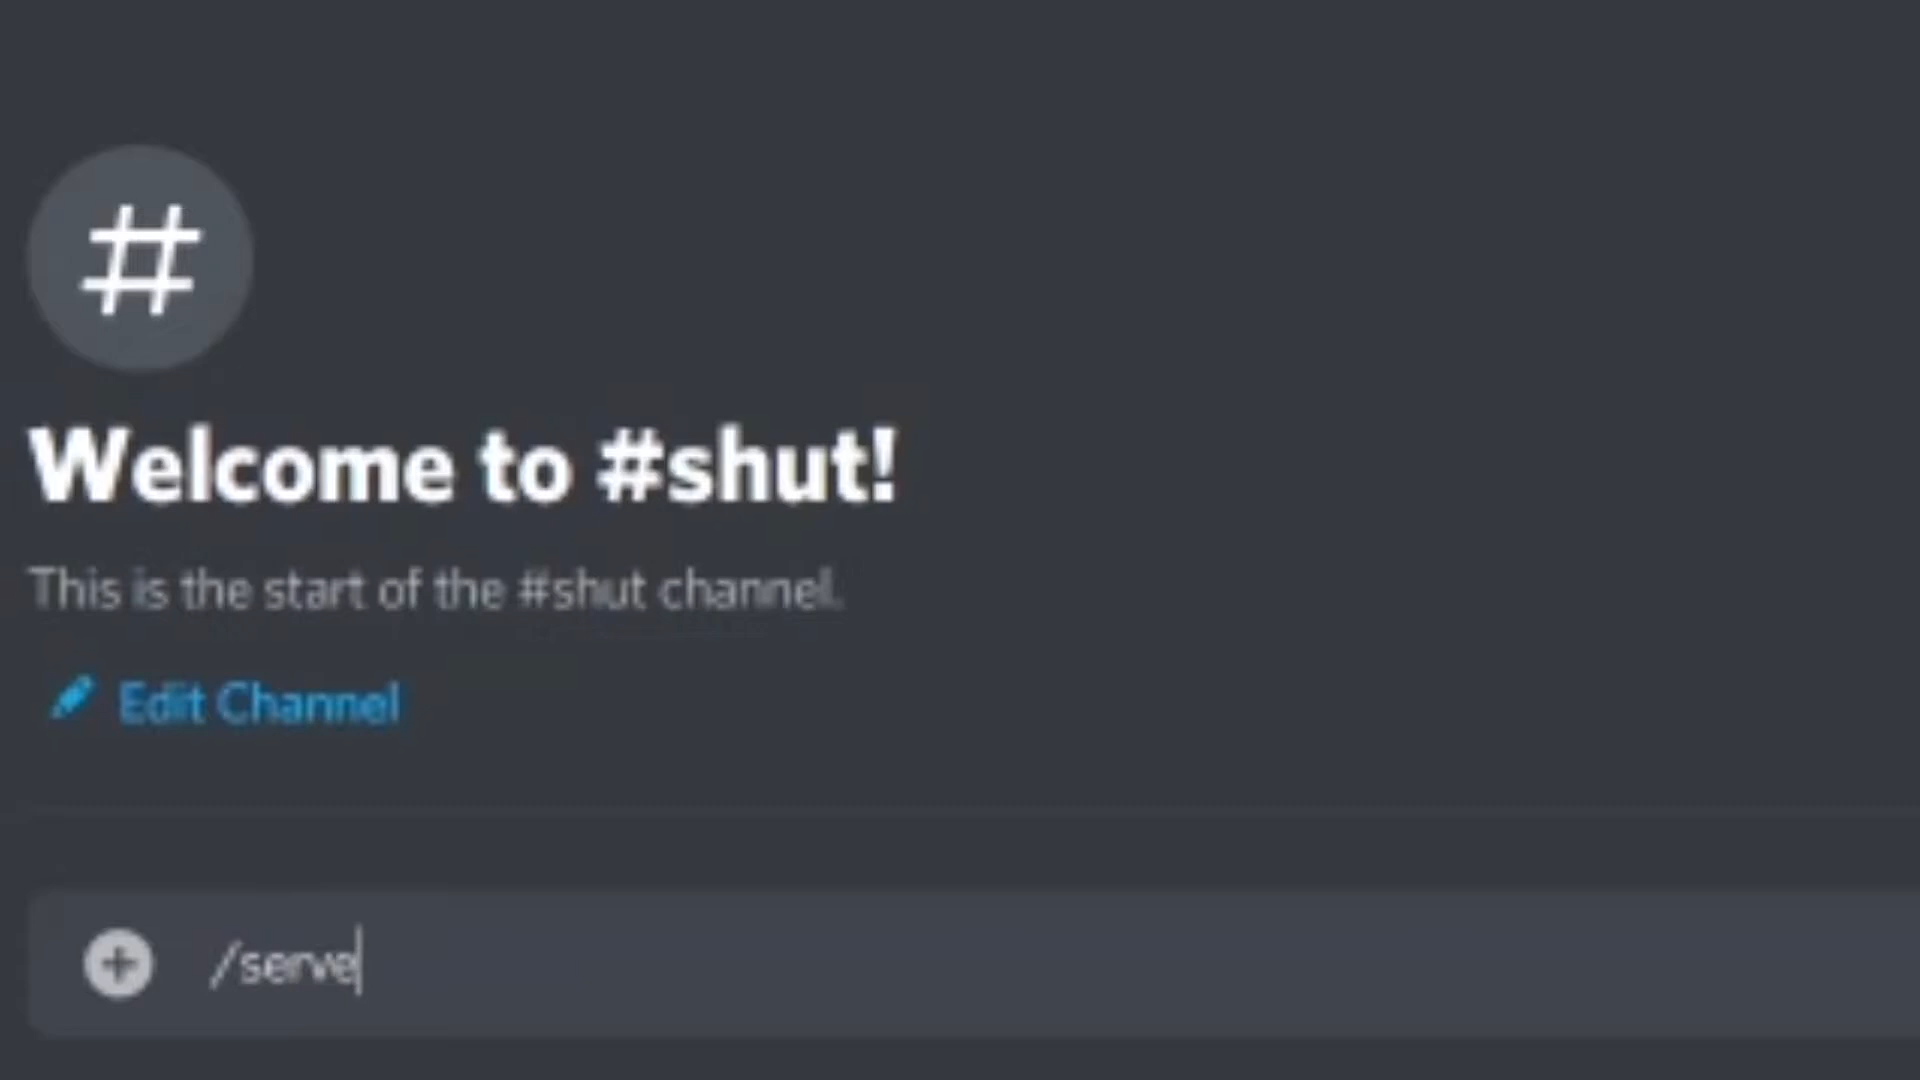 #
Welcome to #shut!
This is the start of the #shut channel.
Edit Channel
/serve